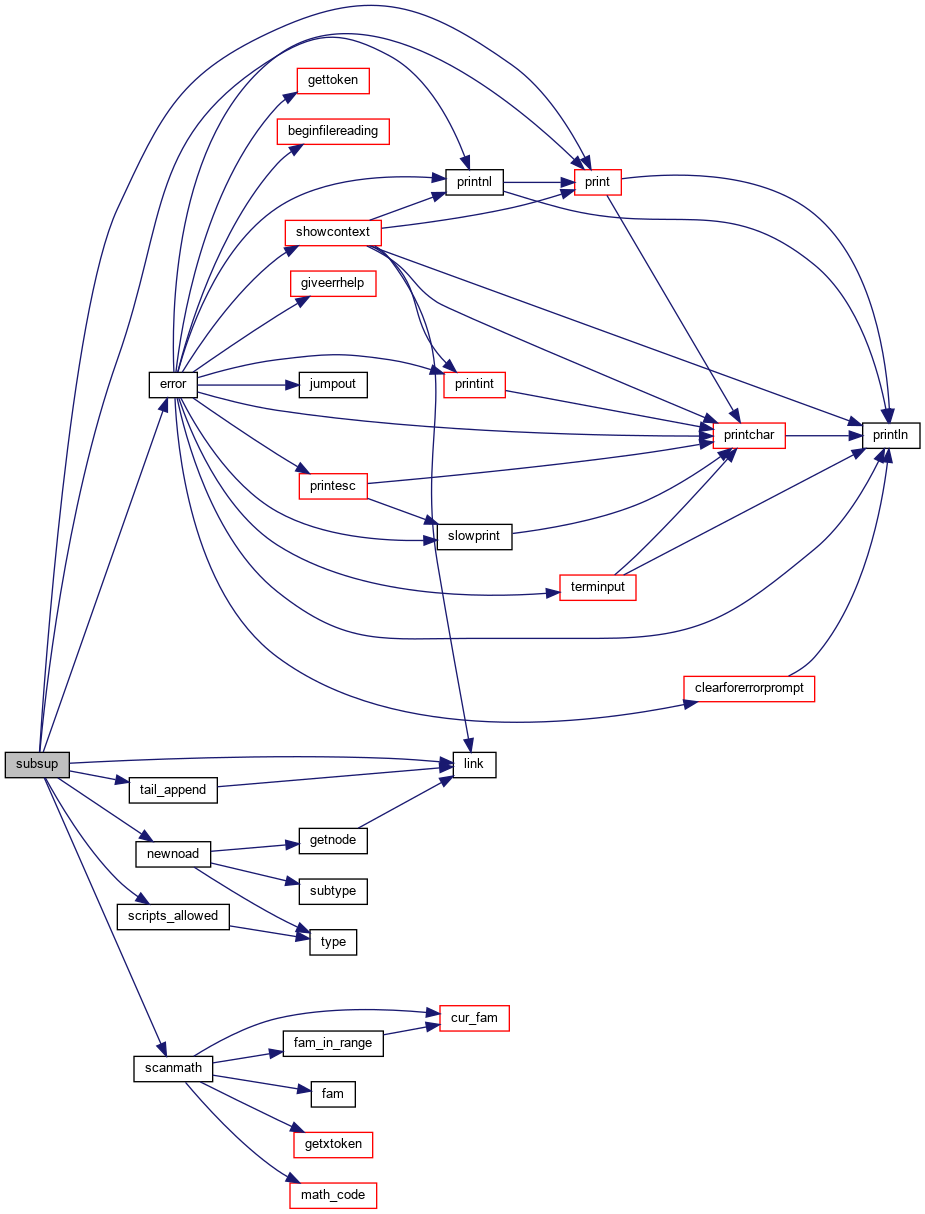 gettoken
beginfilereading
printnl
print
showcontext
giveerrhelp
error
jumpout
printint
printchar
println
printesc
slowprint
terminput
clearforerrorprompt
subsup
link
tail_append
getnode
newnoad
subtype
scripts_allowed
type
cur_fam
fam_in_range
scanmath
fam
getxtoken
math_code